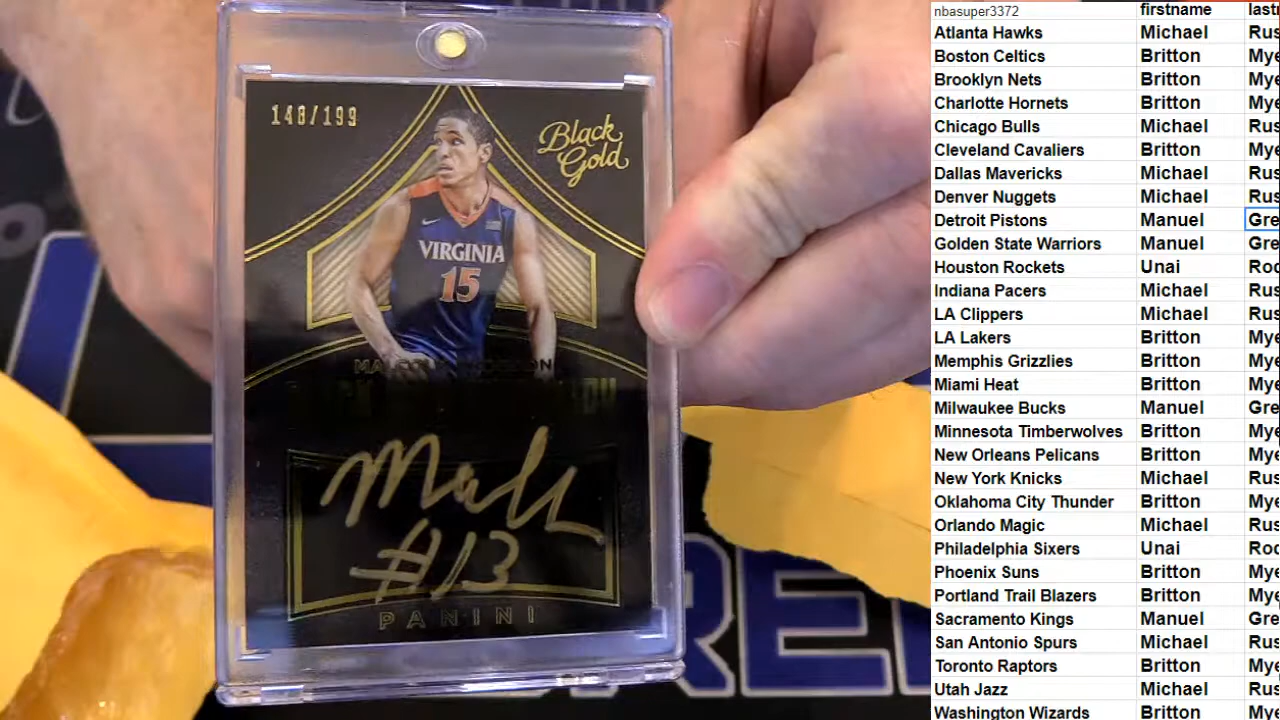 148/199
Black
Gold
VIRGINIA
15
PANINI
#13
nbasuper3372 firstname
Atlanta Hawks Michael
Boston Celtics Britton
Brooklyn Nets Britton
Charlotte Hornets Britton
Chicago Bulls Michael
Cleveland Cavaliers Britton
Dallas Mavericks Michael
Denver Nuggets Michael
Detroit Pistons Manuel
Golden State Warriors Manuel
Houston Rockets Unai
Indiana Pacers Michael
LA Clippers Michael
LA Lakers Britton
Memphis Grizzlies Britton
Miami Heat Britton
Milwaukee Bucks Manuel
Minnesota Timberwolves Britton
New Orleans Pelicans Britton
New York Knicks Michael
Oklahoma City Thunder Britton
Orlando Magic Michael
Philadelphia Sixers Unai
Phoenix Suns Britton
Portland Trail Blazers Britton
Sacramento Kings Manuel
San Antonio Spurs Michael
Toronto Raptors Britton
Utah Jazz Michael
Washington Wizards Britton